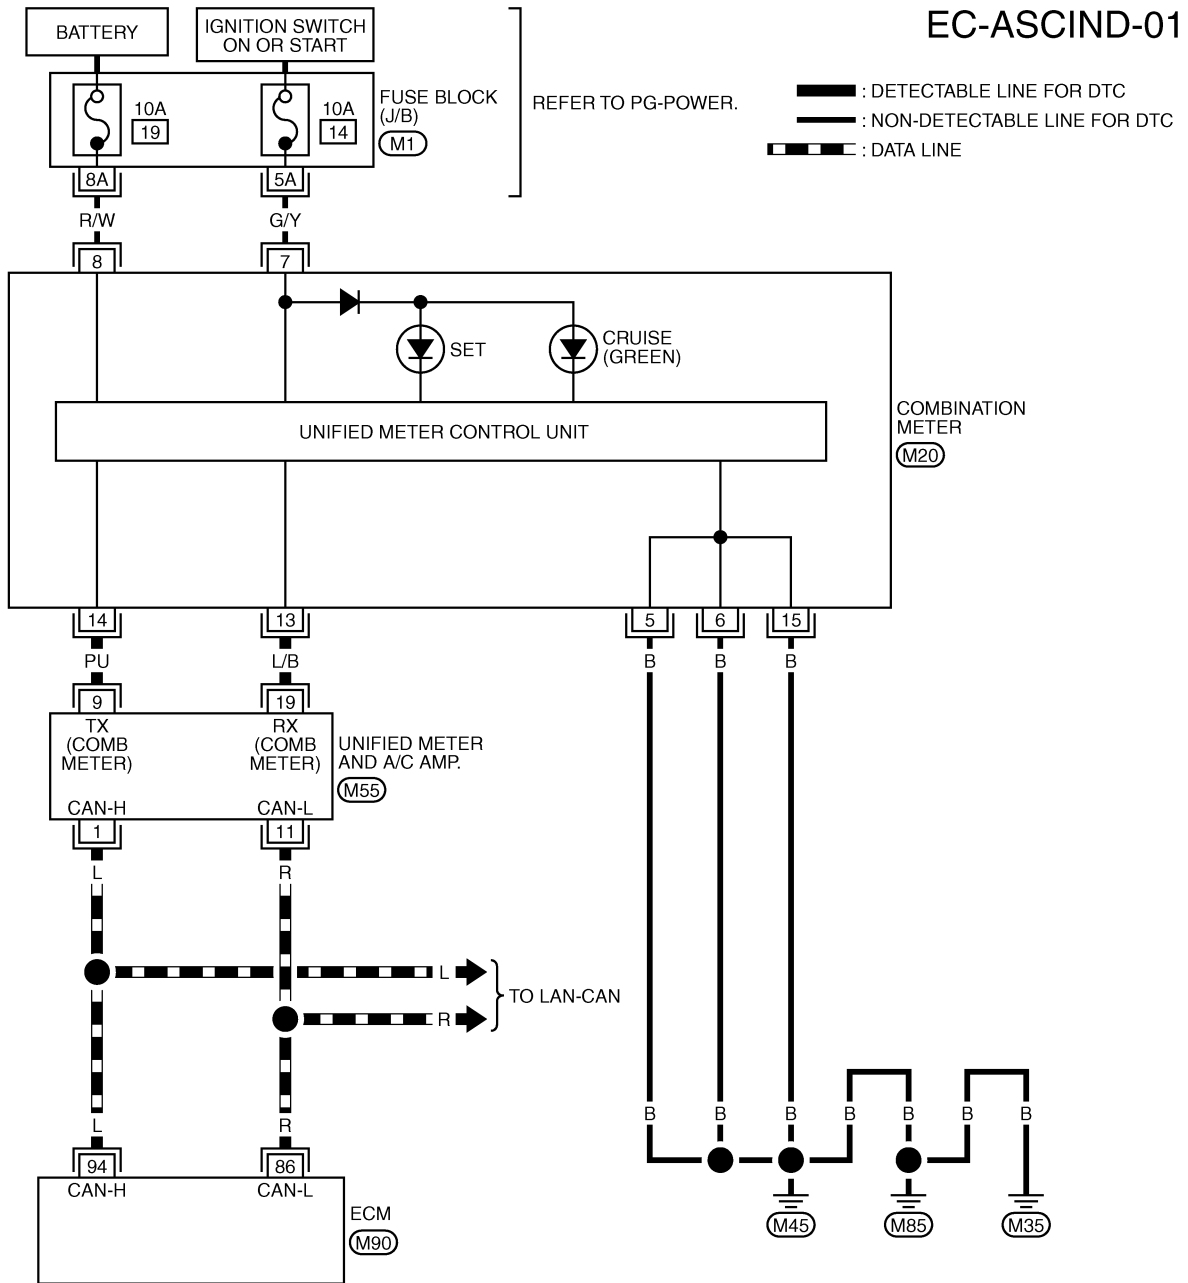 EC-ASCIND-01
BATTERY
IGNITION SWITCH
ON OR START
10A
19
10A
14
FUSE BLOCK
(J/B)
M1
REFER TO PG-POWER.
: DETECTABLE LINE FOR DTC
: NON-DETECTABLE LINE FOR DTC
: DATA LINE
8A
5A
R/W
G/Y
8
7
SET
CRUISE
(GREEN)
UNIFIED METER CONTROL UNIT
COMBINATION
METER
M20
14
13
5
6
15
PU
L/B
B
B
B
9
19
TX
(COMB
METER)
RX
(COMB
METER)
UNIFIED METER
AND A/C AMP.
M55
CAN-H
CAN-L
1
11
L
R
L
R
TO LAN-CAN
L
R
B
B
B
B
B
B
B
94
86
CAN-H
CAN-L
ECM
M90
M45
M85
M35